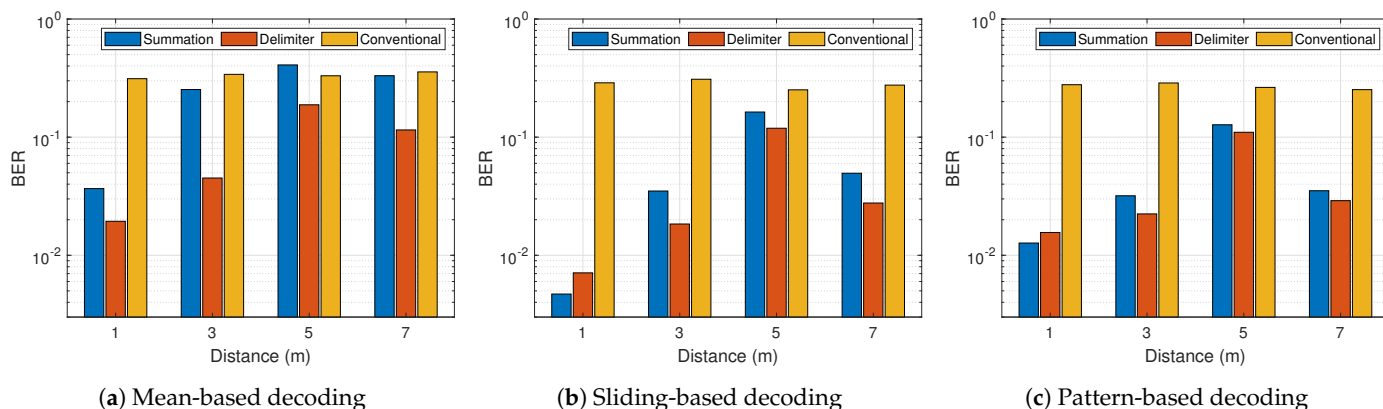 10^0
Summation Delimiter Conventional
10^-1
10^-2
BER
1 3 5 7
Distance (m)
(a) Mean-based decoding
10^0
Summation Delimiter Conventional
10^-1
10^-2
BER
1 3 5 7
Distance (m)
(b) Sliding-based decoding
10^0
Summation Delimiter Conventional
10^-1
10^-2
BER
1 3 5 7
Distance (m)
(c) Pattern-based decoding